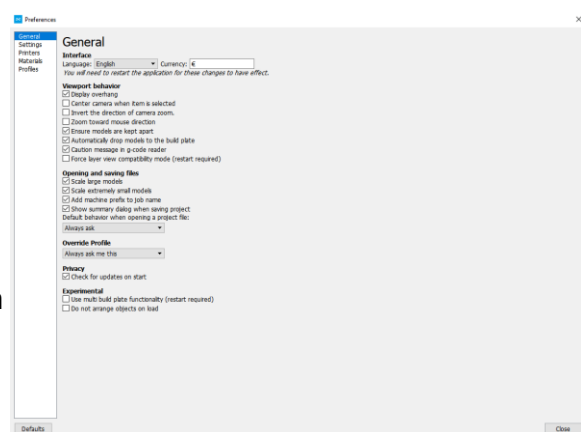 Preferences
General
Settings
Printers
Materials
Profiles
General
Interface
Language: English Currency: €
You will need to restart the application for these changes to have effect.
Viewport behavior
Display overhang
Center camera when item is selected
Invert the direction of camera zoom.
Zoom toward mouse direction
Ensure models are kept apart
Automatically drop models to the build plate
Caution message in g-code reader
Force layer view compatibility mode (restart required)
Opening and saving files
Scale large models
Scale extremely small models
Add machine prefix to job name
Show summary dialog when saving project
Default behavior when opening a project file:
Always ask
Override Profile
Always ask me this
Privacy
Check for updates on start
Experimental
Use multi build plate functionality (restart required)
Do not arrange objects on load
Defaults Close